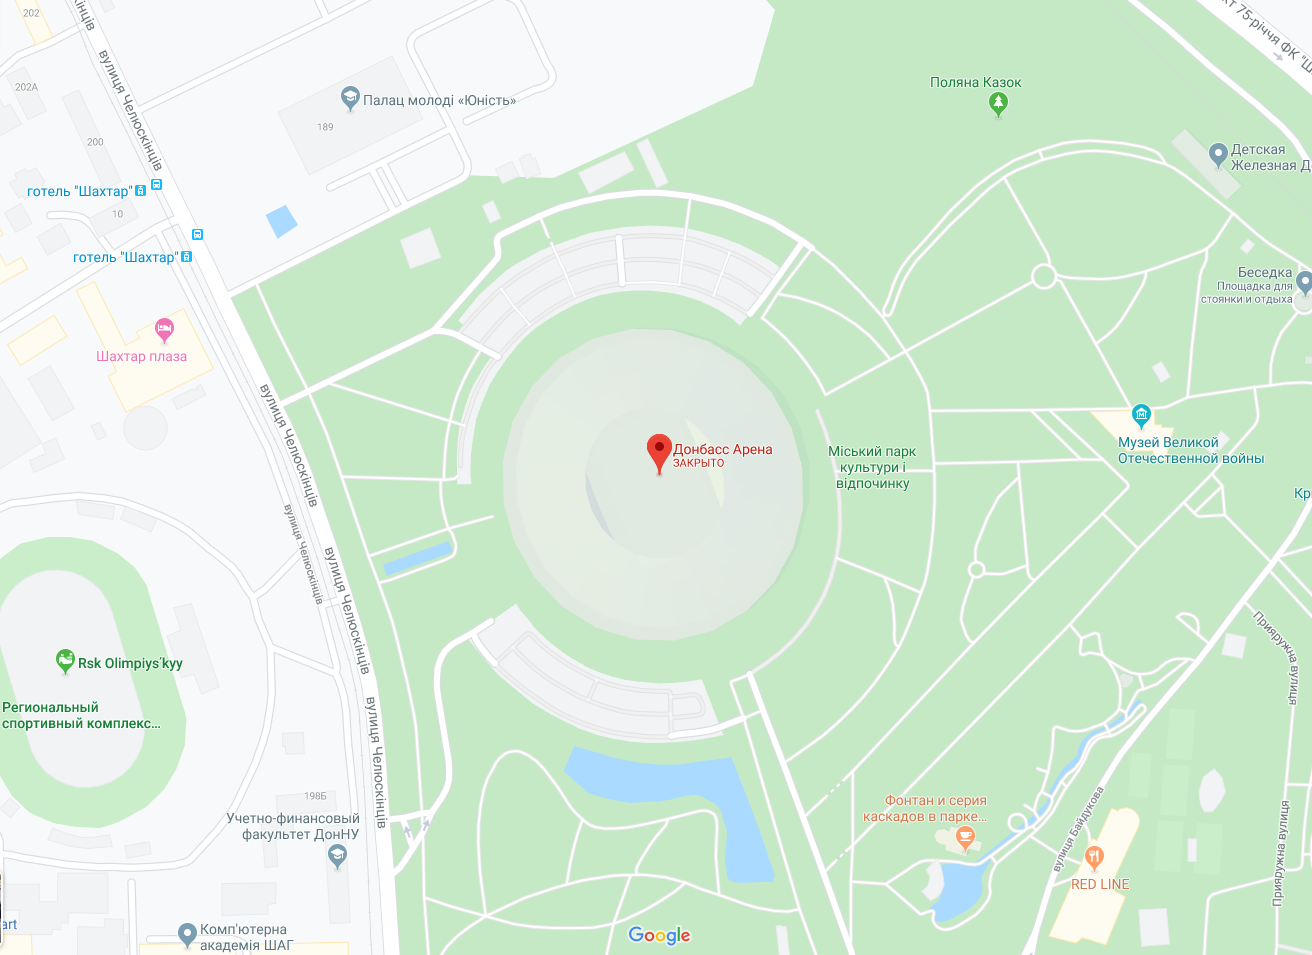 202
вулиця Челюскінців
202А
200
Палац молоді «Юність»
189
Поляна Казок
кт 75-річчя ФК "Ш
Детская
Железная Д
готель "Шахтар"
10
готель "Шахтар"
Беседка
Площадка для
стоянки и отдыха
Шахтар плаза
вулиця Челюскінців
Музей Великой
Отечественной войны
Донбасс Арена
ЗАКРЫТО
Міський парк
культури і
відпочинку
Кр
вулиця Челюскінців
вулиця Челюскінців
Прияружна вулиця
Rsk Olimpiys'kyy
Региональный
спортивный комплекс...
вулиця Челюскінців
198Б
Учетно-финансовый
факультет ДонНУ
Фонтан и серия
каскадов в парке...
вулиця Байдукова
Прияружна вулиця
RED LINE
art
Комп'ютерна
академія ШАГ
Google